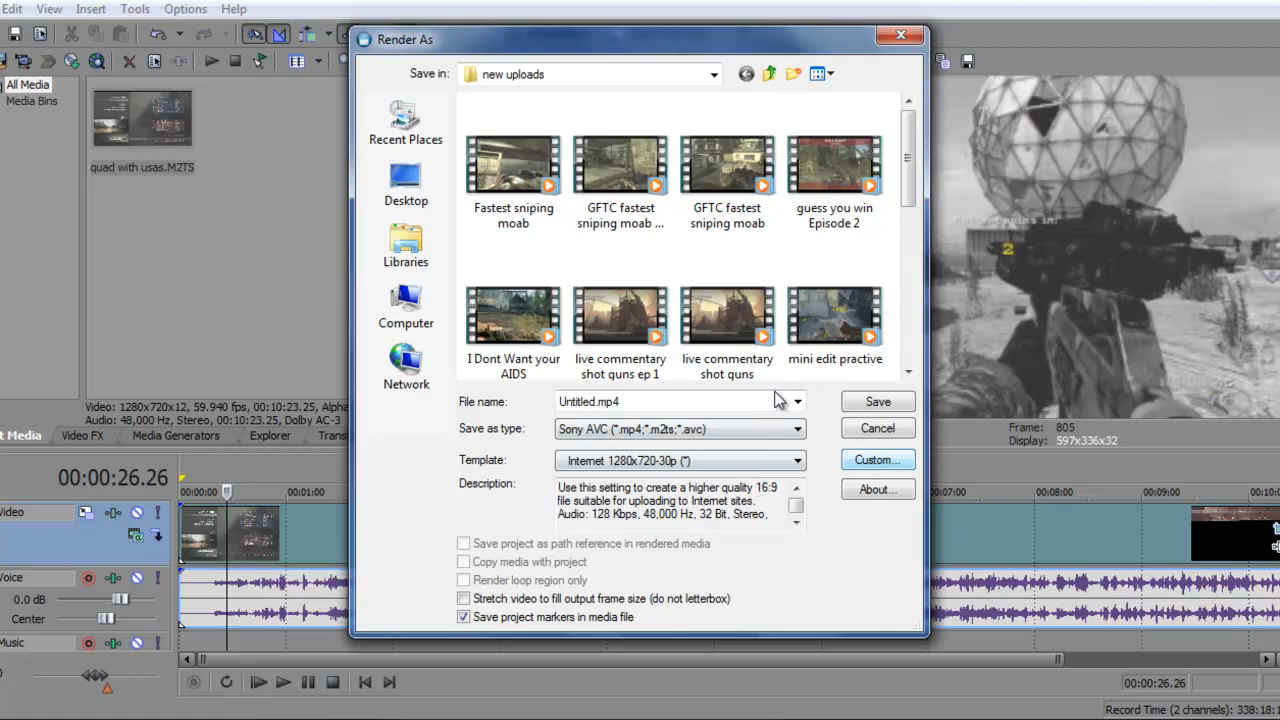 Edit View Insert Tools Options Help
Render As
Save in: new uploads
All Media
Media Bins
quad with usas.M2TS
Recent Places
Desktop
Libraries
Computer
Network
Fastest sniping moab
GFTC fastest sniping moab ...
GFTC fastest sniping moab
guess you win Episode 2
I Dont Want your AIDS
live commentary shot guns ep 1
live commentary shot guns
mini edit practive
File name: Untitled.mp4 Save
Save as type: Sony AVC (*.mp4;*.m2ts;*.avc) Cancel
Template: Internet 1280x720-30p (*) Custom...
Description: Use this setting to create a higher quality 16:9 About...
file suitable for uploading to Internet sites.
Audio: 128 Kbps, 48,000 Hz, 32 Bit, Stereo,
Save project as path reference in rendered media
Copy media with project
Render loop region only
Stretch video to fill output frame size (do not letterbox)
Save project markers in media file
Video: 1280x720x12, 59.940 fps, 00:10:23.25,
Audio: 48,000 Hz, Stereo, 00:10:23.25, Dolby AC-3
t Media Video FX Media Generators Explorer Trans
2
Frame: 805
Display: 597x336x32
00:00:26.26
00:00:00 00:01:00 00:07:00 00:08:00 00:09:00 00:10:0
Video
Voice
0.0 dB
Center
Music
00:00:26.26
Record Time (2 channels): 338:18:1